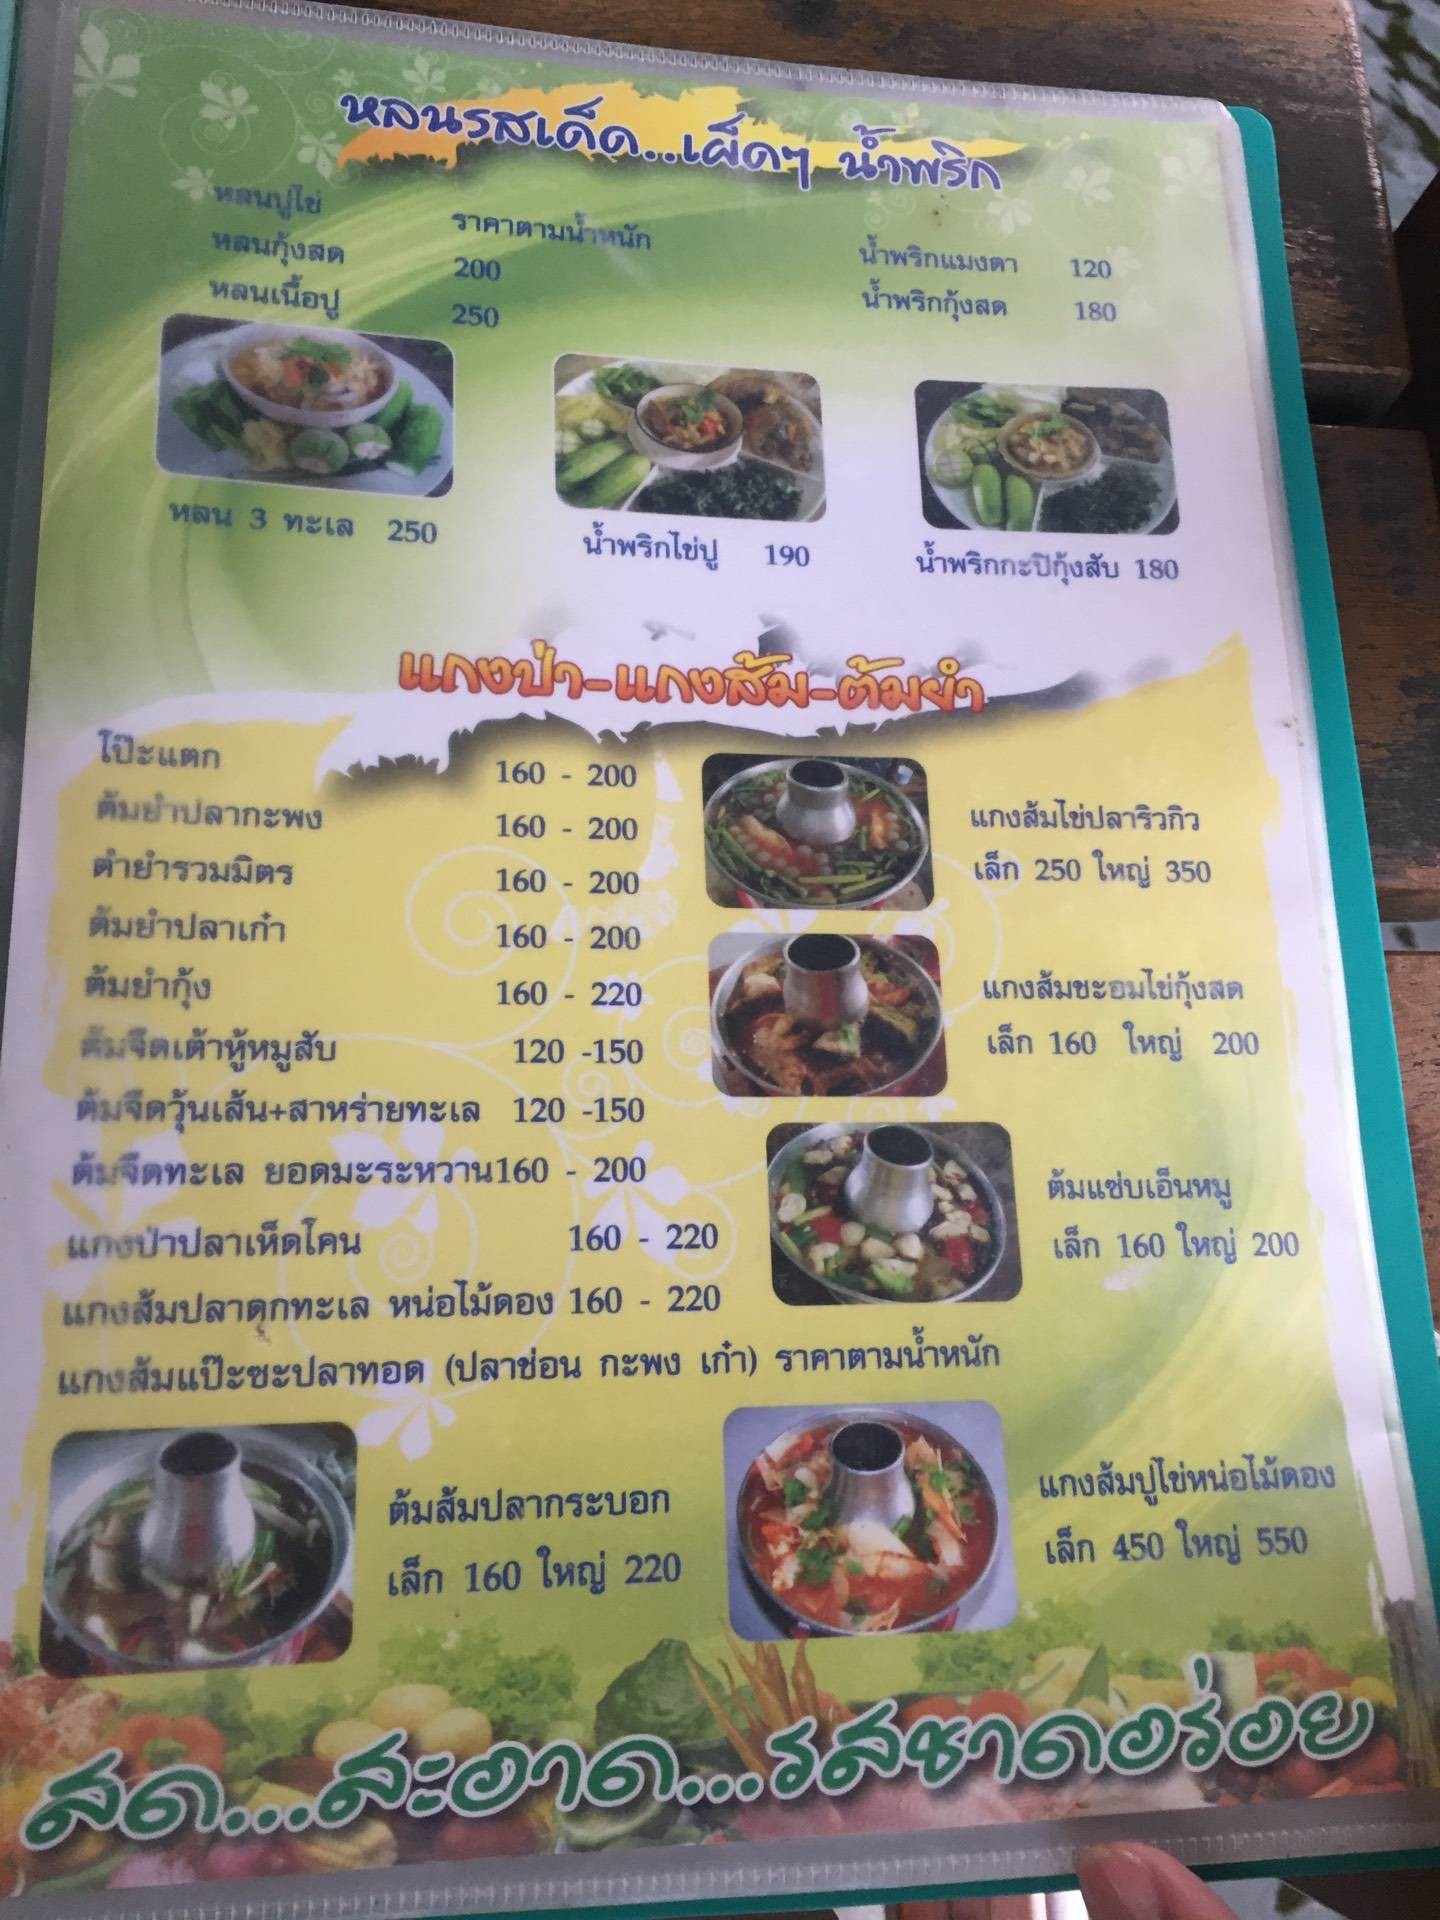 หลนรสเด็ด...เผ็ดๆ น้ำพริก
หลนปูไข่ ราคาตามน้ำหนัก
หลนกุ้งสด 200
หลนเนื้อปู 250
น้ำพริกแมงดา 120
น้ำพริกกุ้งสด 180
หลน 3 ทะเล 250
น้ำพริกไข่ปู 190
น้ำพริกกะปิกุ้งสับ 180
แกงป่า-แกงส้ม-ต้มยำ
โป๊ะแตก 160 - 200
ต้มยำปลากะพง 160 - 200
ตำยำรวมมิตร 160 - 200
ต้มยำปลาเก๋า 160 - 200
ต้มยำกุ้ง 160 - 220
ต้มจืดเต้าหู้หมูสับ 120 -150
ต้มจืดวุ้นเส้น+สาหร่ายทะเล 120 -150
ต้มจืดทะเล ยอดมะระหวาน160 - 200
แกงป่าปลาเห็ดโคน 160 - 220
แกงส้มปลาดุกทะเล หน่อไม้ดอง 160 - 220
แกงส้มแป๊ะซะปลาทอด (ปลาช่อน กะพง เก๋า) ราคาตามน้ำหนัก
แกงส้มไข่ปลาริวกิว
เล็ก 250 ใหญ่ 350
แกงส้มชะอมไข่กุ้งสด
เล็ก 160 ใหญ่ 200
ต้มแซ่บเอ็นหมู
เล็ก 160 ใหญ่ 200
ต้มส้มปลากระบอก
เล็ก 160 ใหญ่ 220
แกงส้มปูไข่หน่อไม้ดอง
เล็ก 450 ใหญ่ 550
สด...สะอาด...รสชาดอร่อย